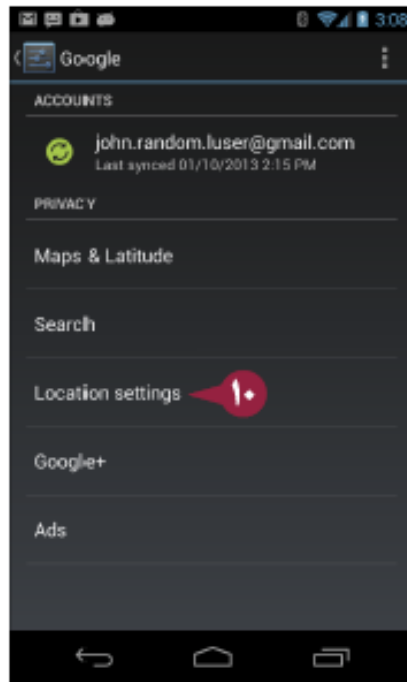 3:08
Google
ACCOUNTS
john.random.luser@gmail.com
Last synced 01/10/2013 2:15 PM
PRIVACY
Maps & Latitude
Search
Location settings ١٠
Google+
Ads